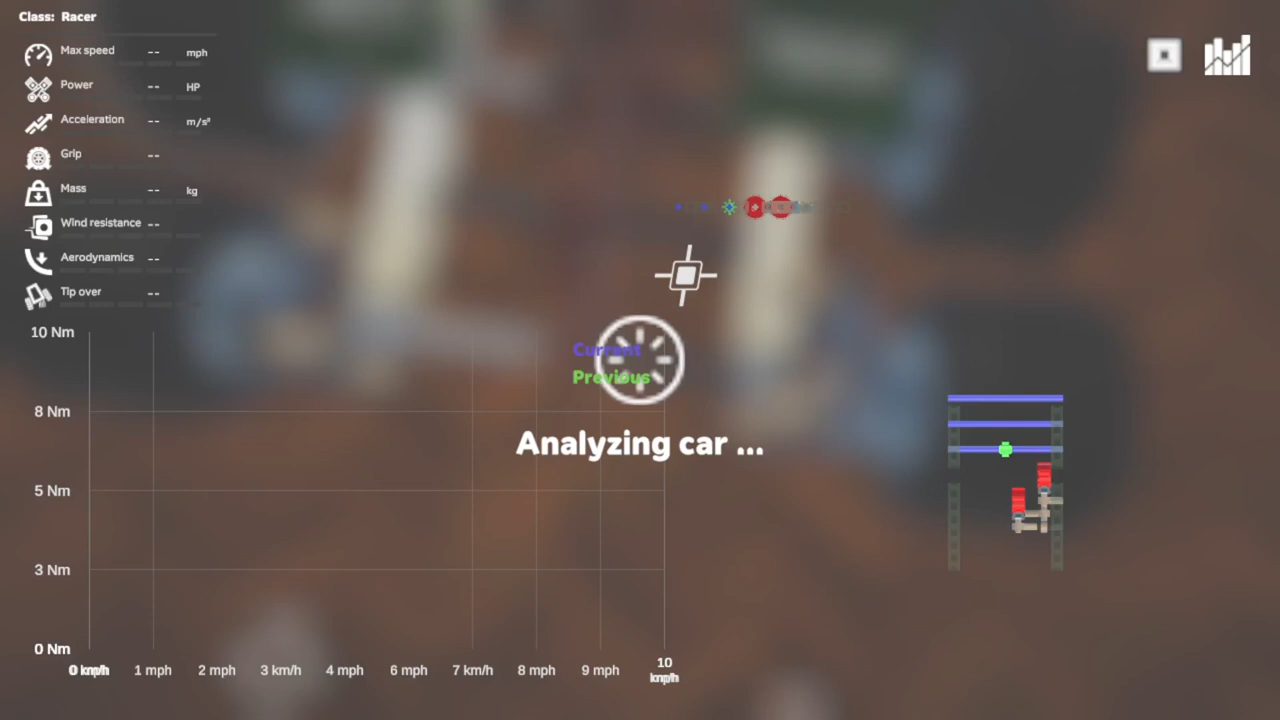 Class: Racer
Max speed -- mph
Power -- HP
Acceleration -- m/s²
Grip --
Mass -- kg
Wind resistance --
Aerodynamics --
Tip over --
10 Nm
8 Nm
5 Nm
3 Nm
0 Nm
Current
Previous
Analyzing car ...
1 mph
2 mph
3 km/h
4 mph
6 mph
7 km/h
8 mph
9 mph
10